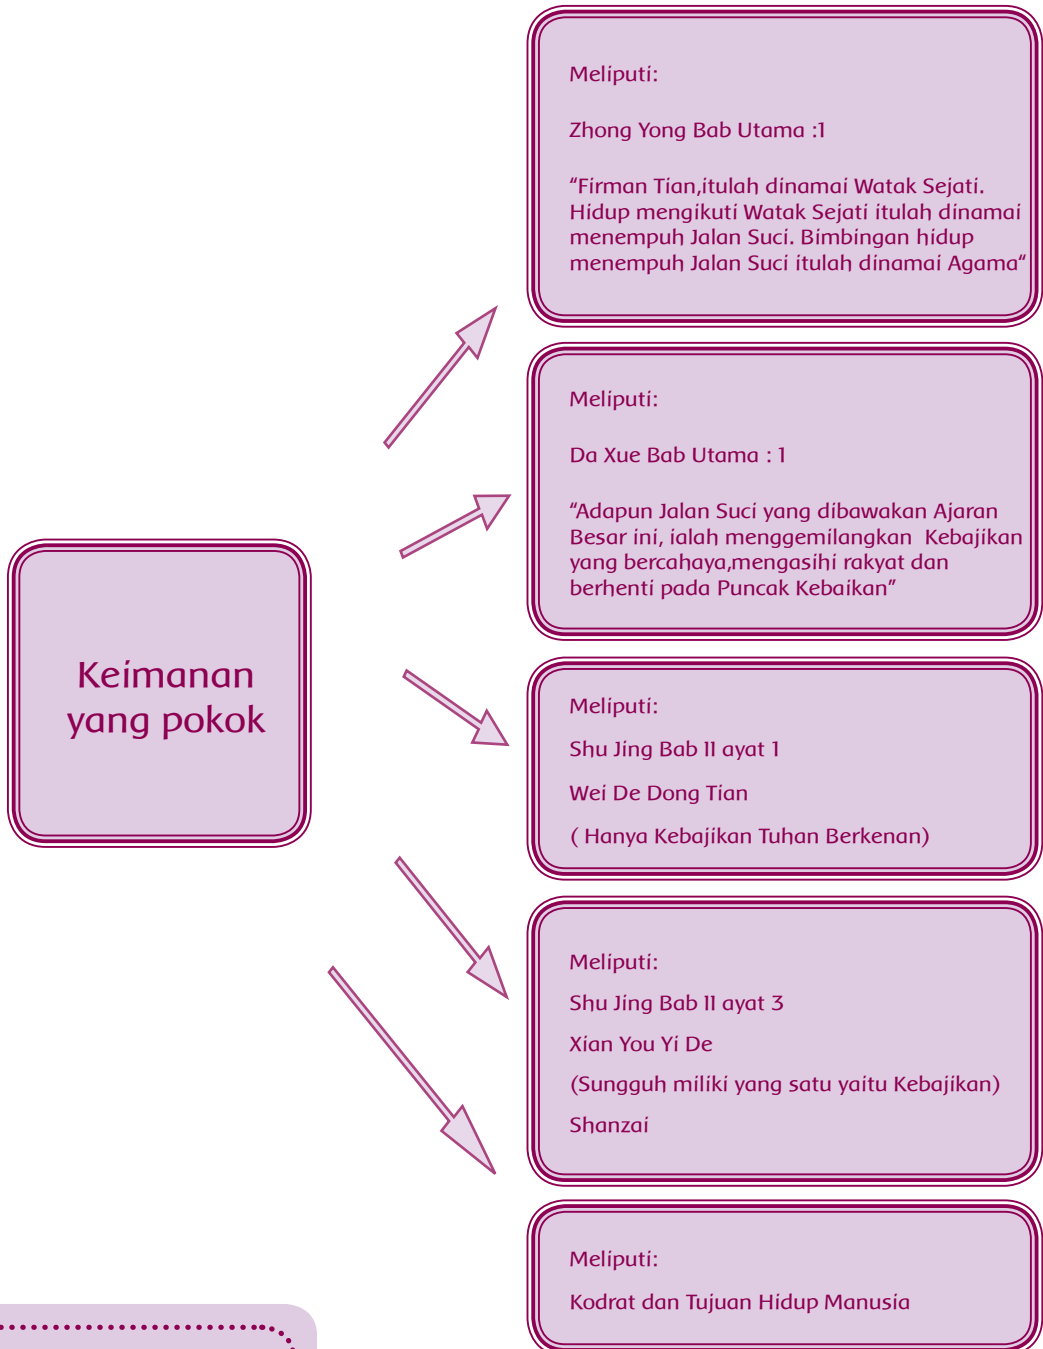 Keimanan
yang pokok
Meliputi:
Zhong Yong Bab Utama :1
“Firman Tian,itulah dinamai Watak Sejati.
Hidup mengikuti Watak Sejati itulah dinamai
menempuh Jalan Suci. Bimbingan hidup
menempuh Jalan Suci itulah dinamai Agama“
Meliputi:
Da Xue Bab Utama : 1
“Adapun Jalan Suci yang dibawakan Ajaran
Besar ini, ialah menggemilangkan Kebajikan
yang bercahaya,mengasihi rakyat dan
berhenti pada Puncak Kebaikan”
Meliputi:
Shu Jing Bab II ayat 1
Wei De Dong Tian
( Hanya Kebajikan Tuhan Berkenan)
Meliputi:
Shu Jing Bab II ayat 3
Xian You Yi De
(Sungguh miliki yang satu yaitu Kebajikan)
Shanzai
Meliputi:
Kodrat dan Tujuan Hidup Manusia